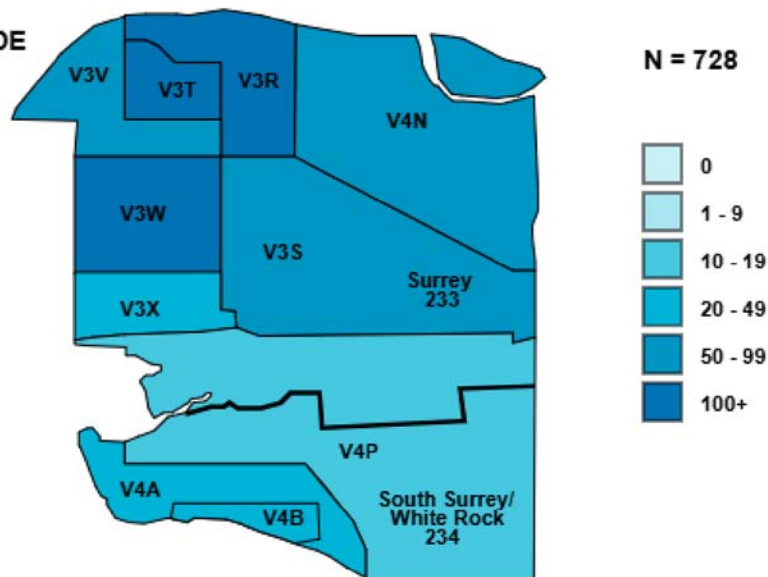 DE
N = 728
V3V
V3T
V3R
V4N
V3W
V3S
V3X
Surrey
233
V4P
V4A
V4B
South Surrey/
White Rock
234
0
1 - 9
10 - 19
20 - 49
50 - 99
100+